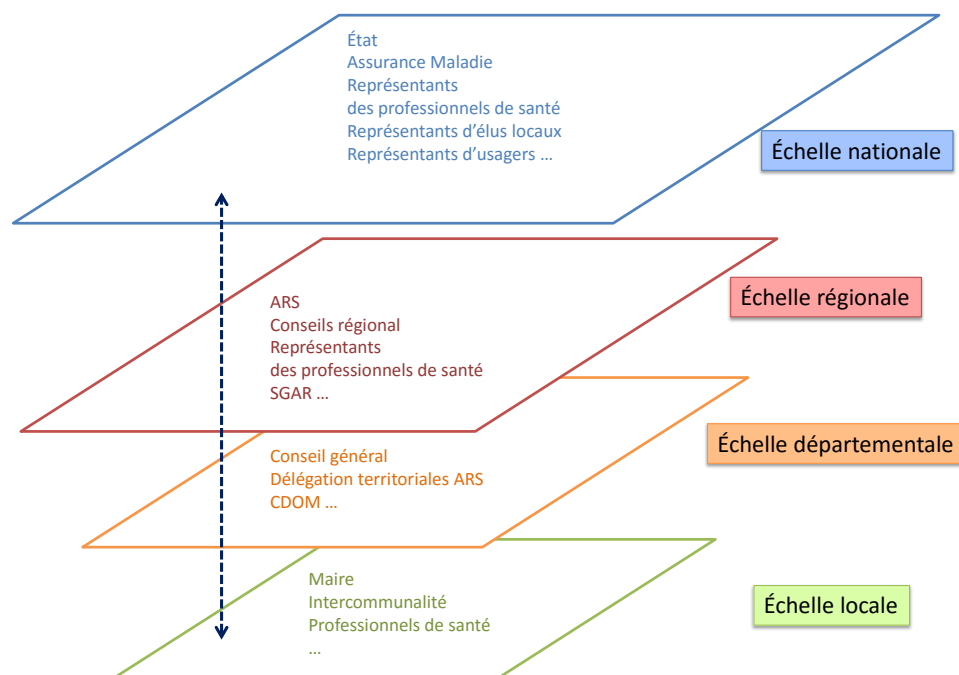 État
Assurance Maladie
Représentants
des professionnels de santé
Représentants d'élus locaux
Représentants d'usagers …
Échelle nationale
ARS
Conseils régional
Représentants
des professionnels de santé
SGAR …
Échelle régionale
Conseil général
Délégation territoriales ARS
CDOM …
Échelle départementale
Maire
Intercommunalité
Professionnels de santé
…
Échelle locale